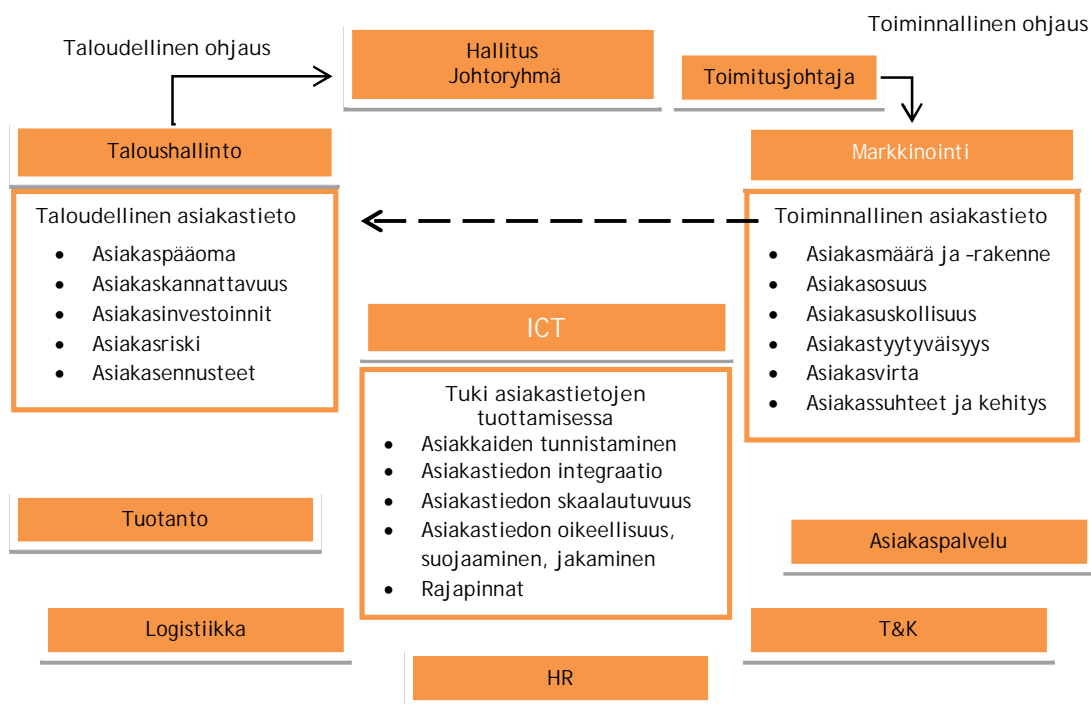 Toiminnallinen ohjaus
Taloudellinen ohjaus
Hallitus
Johtoryhmä
Toimitusjohtaja
Taloushallinto
Markkinointi
Taloudellinen asiakastieto
• Asiakaspääoma
• Asiakaskannattavuus
• Asiakasinvestoinnit
• Asiakasriski
• Asiakasennusteet
Toiminnallinen asiakastieto
• Asiakasmäärä ja –rakenne
• Asiakasosuus
• Asiakasuskollisuus
• Asiakastyytyväisyys
• Asiakasvirta
• Asiakassuhteet ja kehitys
ICT
Tuki asiakastietojen
tuottamisessa
• Asiakkaiden tunnistaminen
• Asiakastiedon integraatio
• Asiakastiedon skaalautuvuus
• Asiakastiedon oikeellisuus,
suojaaminen, jakaminen
• Rajapinnat
Tuotanto
Asiakaspalvelu
Logistiikka
T&K
HR